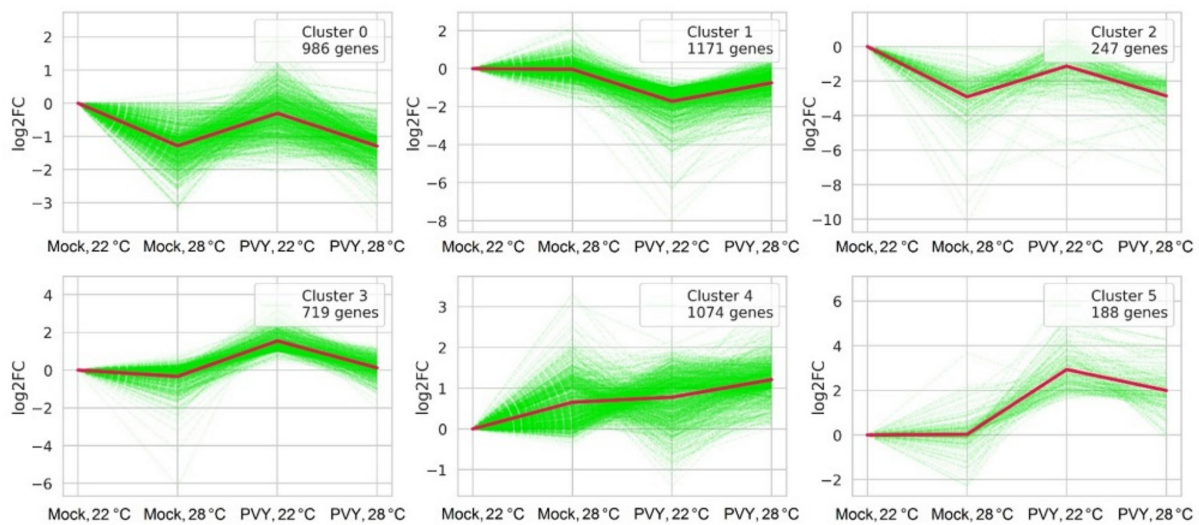 Cluster 0
986 genes
log2FC
2
1
0
−1
−2
−3
Mock, 22 °C Mock, 28 °C PVY, 22 °C PVY, 28 °C
Cluster 1
1171 genes
log2FC
2
0
−2
−4
−6
−8
Mock, 22 °C Mock, 28 °C PVY, 22 °C PVY, 28 °C
Cluster 2
247 genes
log2FC
0
−2
−4
−6
−8
−10
Mock, 22 °C Mock, 28 °C PVY, 22 °C PVY, 28 °C
Cluster 3
719 genes
log2FC
4
2
0
−2
−4
−6
Mock, 22 °C Mock, 28 °C PVY, 22 °C PVY, 28 °C
Cluster 4
1074 genes
log2FC
3
2
1
0
−1
Mock, 22 °C Mock, 28 °C PVY, 22 °C PVY, 28 °C
Cluster 5
188 genes
log2FC
6
4
2
0
−2
Mock, 22 °C Mock, 28 °C PVY, 22 °C PVY, 28 °C